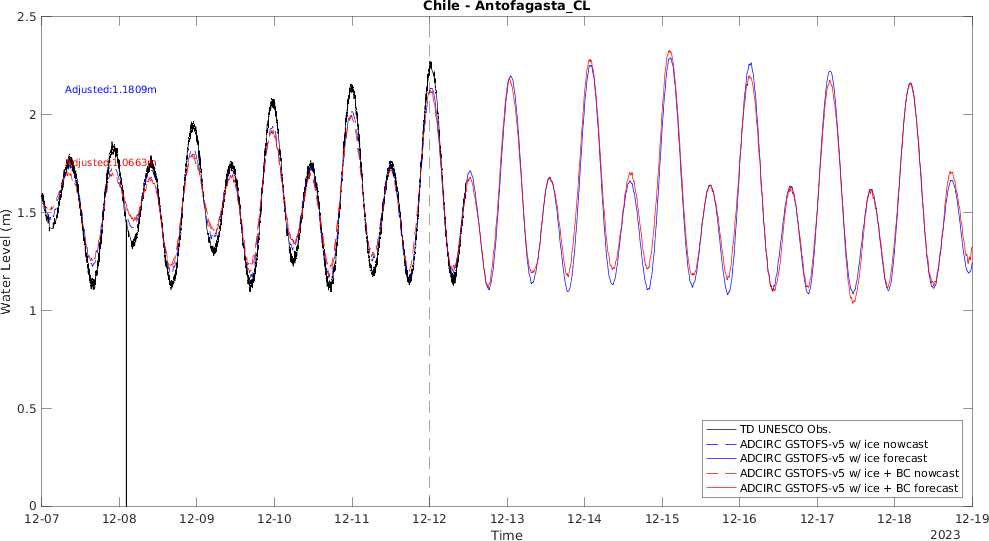 Chile - Antofagasta_CL
2.5
2
1.5
1
0.5
0
Water Level (m)
Adjusted:1.1809m
Adjusted:1.0663m
TD UNESCO Obs.
ADCIRC GSTOFS-v5 w/ ice nowcast
ADCIRC GSTOFS-v5 w/ ice forecast
ADCIRC GSTOFS-v5 w/ ice + BC nowcast
ADCIRC GSTOFS-v5 w/ ice + BC forecast
12-07 12-08 12-09 12-10 12-11 12-12 12-13 12-14 12-15 12-16 12-17 12-18 12-19
Time
2023